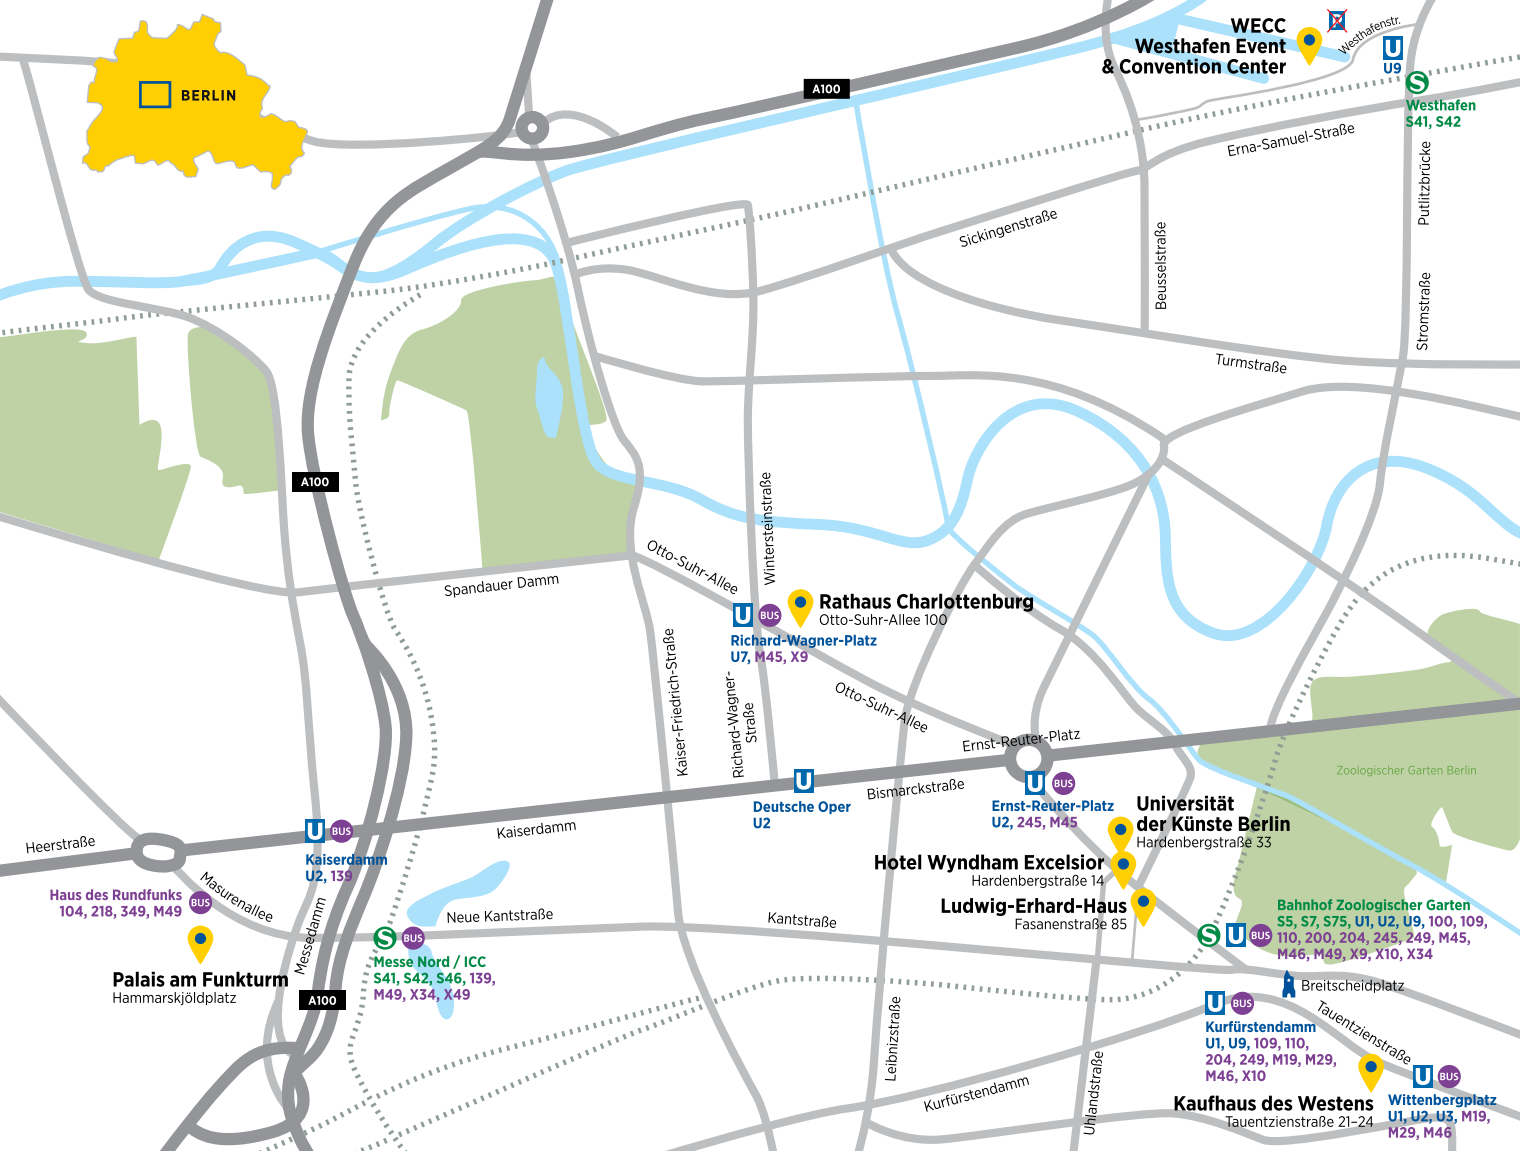 BERLIN
WECC
Westhafen Event
& Convention Center
Westhafenstr.
U
U9
S
Westhafen
S41, S42
A100
Erna-Samuel-Straße
Putlitzbrücke
Sickingenstraße
Beusselstraße
Stromstraße
Turmstraße
A100
Wintersteinstraße
Otto-Suhr-Allee
Spandauer Damm
U BUS
Richard-Wagner-Platz
U7, M45, X9
Rathaus Charlottenburg
Otto-Suhr-Allee 100
Kaiser-Friedrich-Straße
Richard-Wagner-
Straße
Otto-Suhr-Allee
Ernst-Reuter-Platz
Zoologischer Garten Berlin
U
Deutsche Oper
U2
Bismarckstraße
U BUS
Ernst-Reuter-Platz
U2, 245, M45
Universität
der Künste Berlin
Hardenbergstraße 33
Heerstraße
U BUS
Kaiserdamm
U2, 139
Kaiserdamm
Hotel Wyndham Excelsior
Hardenbergstraße 14
Haus des Rundfunks
104, 218, 349, M49
BUS
Masurenallee
Ludwig-Erhard-Haus
Fasanenstraße 85
Neue Kantstraße
Kantstraße
Messedamm
S BUS
Messe Nord / ICC
S41, S42, S46, 139,
M49, X34, X49
Palais am Funkturm
Hammarskjöldplatz
A100
S U BUS
Bahnhof Zoologischer Garten
S5, S7, S75, U1, U2, U9, 100, 109,
110, 200, 204, 245, 249, M45,
M46, M49, X9, X10, X34
Breitscheidplatz
U BUS
Kurfürstendamm
U1, U9, 109, 110,
204, 249, M19, M29,
M46, X10
Tauentzienstraße
Leibnizstraße
Uhlandstraße
Kurfürstendamm
Kaufhaus des Westens
Tauentzienstraße 21–24
U BUS
Wittenbergplatz
U1, U2, U3, M19,
M29, M46